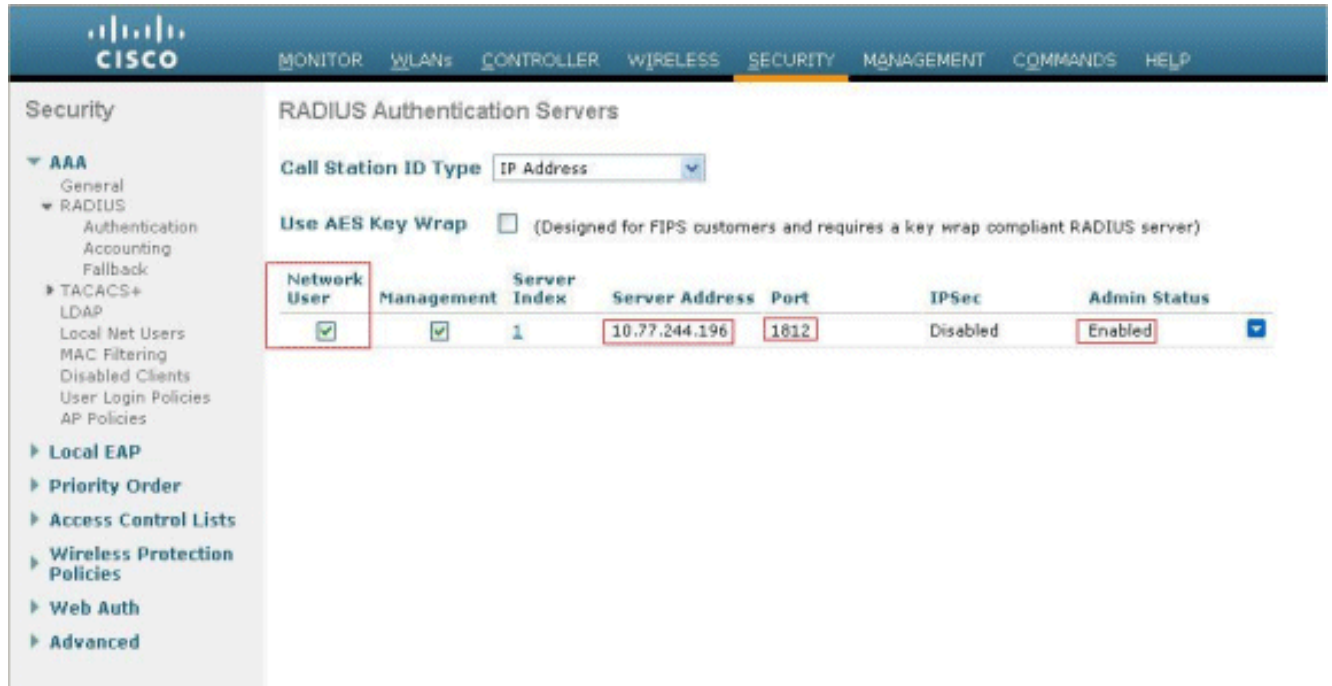 CISCO
MONITOR WLANs CONTROLLER WIRELESS SECURITY MANAGEMENT COMMANDS HELP
Security
AAA
General
RADIUS
Authentication
Accounting
Fallback
TACACS+
LDAP
Local Net Users
MAC Filtering
Disabled Clients
User Login Policies
AP Policies
Local EAP
Priority Order
Access Control Lists
Wireless Protection
Policies
Web Auth
Advanced
RADIUS Authentication Servers
Call Station ID Type IP Address
Use AES Key Wrap (Designed for FIPS customers and requires a key wrap compliant RADIUS server)
Network User Management Server Index Server Address Port IPSec Admin Status
1 10.77.244.196 1812 Disabled Enabled